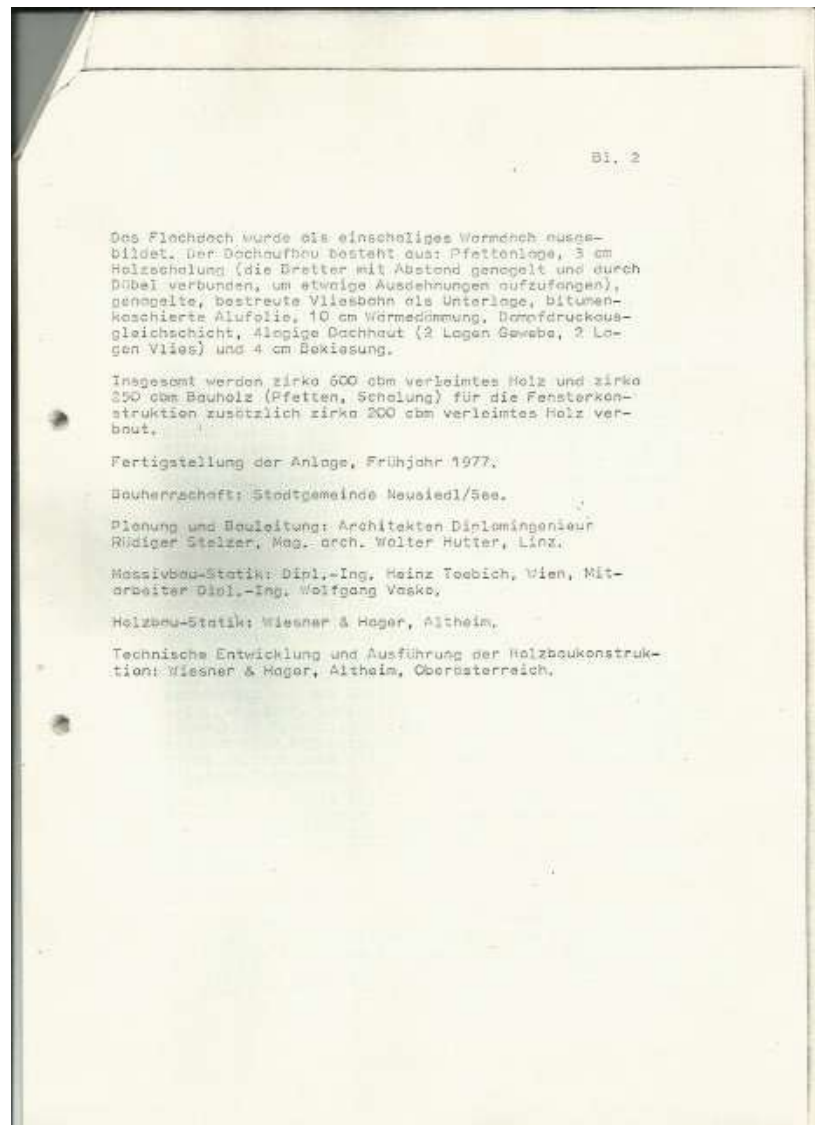 Bl. 2
Das Flachdach wurde als einschaliges Warmdach ausge-
bildet. Der Dachaufbau besteht aus: Pfettenlage, 3 cm
Holzschalung (die Bretter mit Abstand genagelt und durch
Dübel verbunden, um etwaige Ausdehnungen aufzufangen),
genagelte, bestreute Vliesbahn als Unterlage, bitumen-
kaschierte Alufolie, 10 cm Wärmedämmung, Dampfdruckaus-
gleichschicht, 4lagige Dachhaut (2 Lagen Gewebe, 2 La-
gen Vlies) und 4 cm Bekiesung.
Insgesamt werden zirka 600 cbm verleimtes Holz und zirka
250 cbm Bauholz (Pfetten, Schalung) für die Fensterkon-
struktion zusätzlich zirka 200 cbm verleimtes Holz ver-
baut.
Fertigstellung der Anlage, Frühjahr 1977.
Bauherrschaft: Stadtgemeinde Neusiedl/See.
Planung und Bauleitung: Architekten Diplomingenieur
Rüdiger Stelzer, Mag. arch. Walter Hutter, Linz.
Massivbau-Statik: Dipl.-Ing. Heinz Toebich, Wien, Mit-
arbeiter Dipl.-Ing. Wolfgang Vasko.
Holzbau-Statik: Wiesner & Hager, Altheim.
Technische Entwicklung und Ausführung der Holzbaukonstruk-
tion: Wiesner & Hager, Altheim, Oberösterreich.